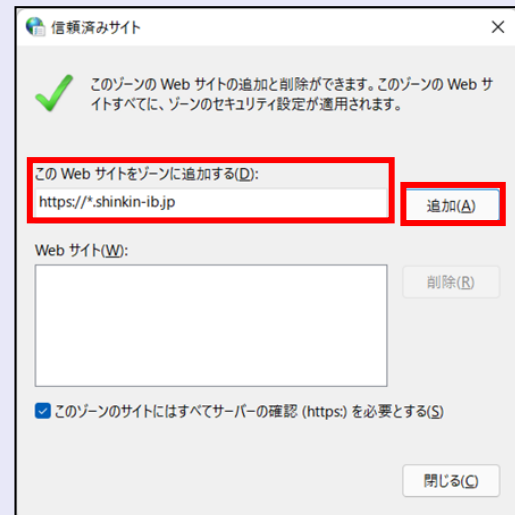 信頼済みサイト
このゾーンの Web サイトの追加と削除ができます。このゾーンの Web サ
イトすべてに、ゾーンのセキュリティ設定が適用されます。
この Web サイトをゾーンに追加する(D):
https://*.shinkin-ib.jp
追加(A)
Web サイト(W):
削除(R)
このゾーンのサイトにはすべてサーバーの確認 (https:) を必要とする(S)
閉じる(C)